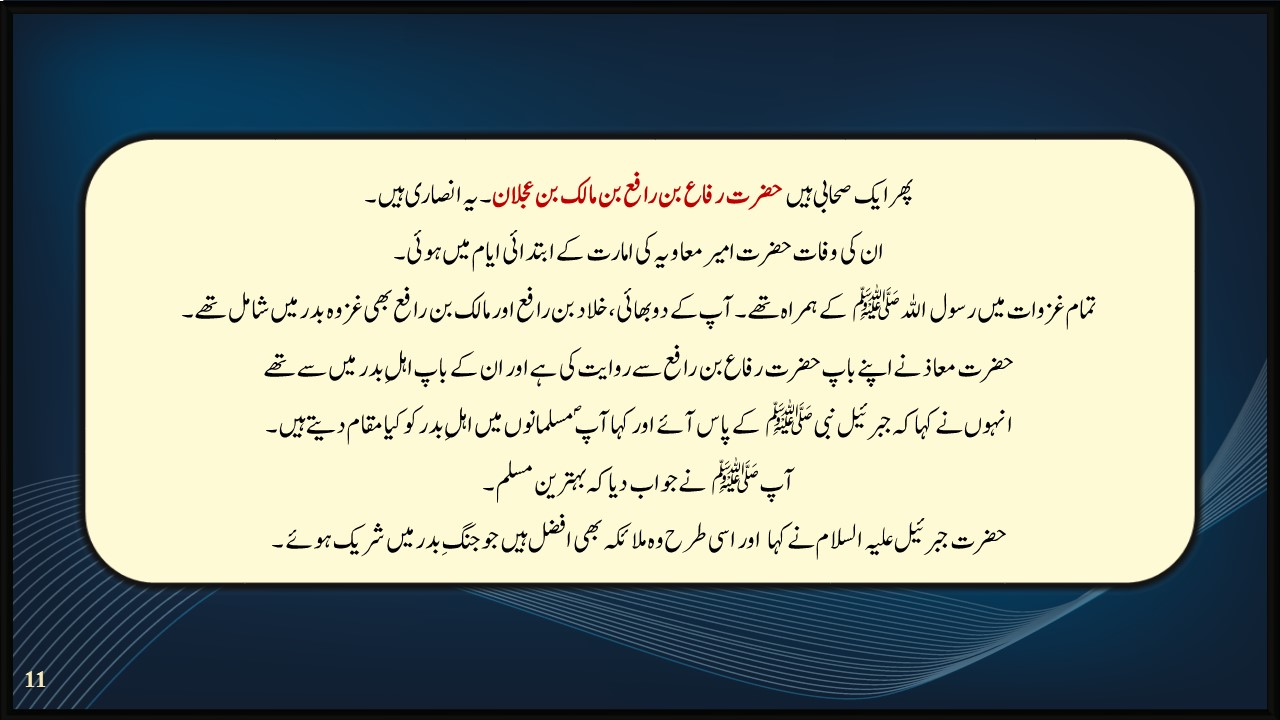 پھر ایک صحابی ہیں حضرت رفاع بن رافع بن مالک بن عجلان۔ یہ انصاری ہیں۔
ان کی وفات حضرت امیر معاویہ کی امارت کے ابتدائی ایام میں ہوئی۔
تمام غزوات میں رسول اللہ ﷺ کے ہمراہ تھے۔ آپ کے دو بھائی، خلاد بن رافع اور مالک بن رافع بھی غزوہ بدر میں شامل تھے۔
حضرت معاذ نے اپنے باپ حضرت رفاع بن رافع سے روایت کی ہے اور ان کے باپ اہلِ بدر میں سے تھے
انہوں نے کہا کہ جبرئیل نبی ﷺ کے پاس آئے اور کہا آپؐ مسلمانوں میں اہلِ بدر کو کیا مقام دیتے ہیں۔
آپ ﷺ نے جواب دیا کہ بہترین مسلم۔
حضرت جبرئیل علیہ السلام نے کہا اور اسی طرح وہ ملائکہ بھی افضل ہیں جو جنگِ بدر میں شریک ہوئے۔
11